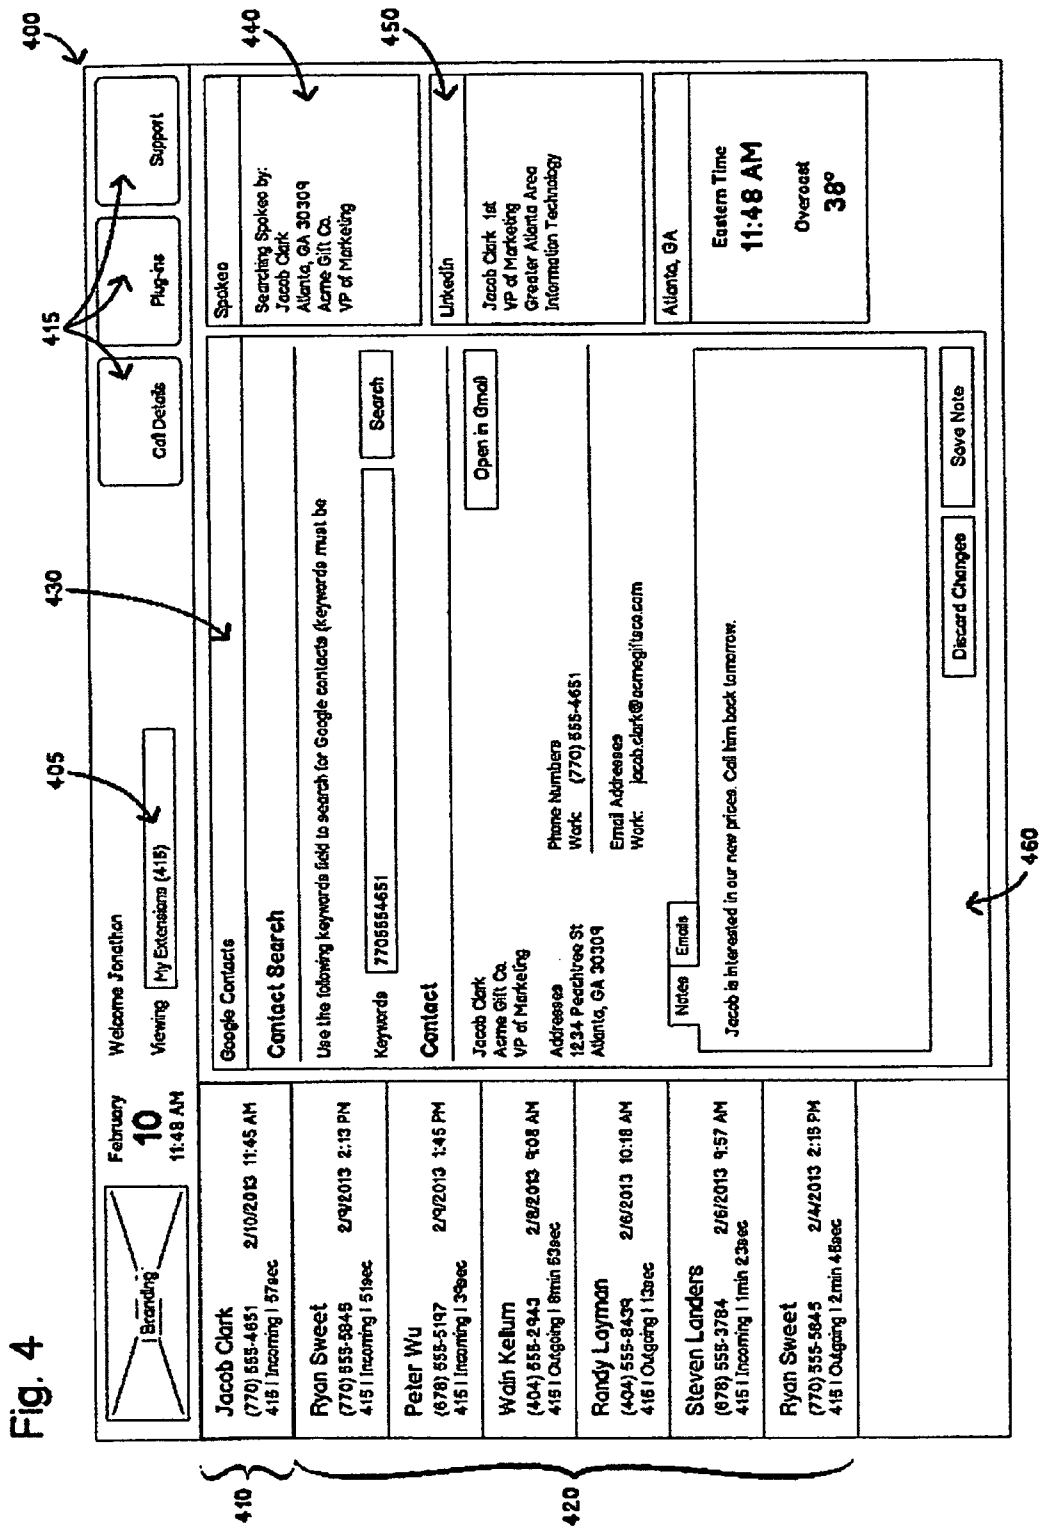 Fig. 4
400
Branding
February
10
11:48 AM
Welcome Jonathan
Viewing My Extensions (415)
405
415
Call Details
Plug-ins
Support
410
Jacob Clark
(770) 555-4651 2/10/2013 11:45 AM
415 | Incoming | 57sec
420
Ryan Sweet
(770) 555-5845 2/9/2013 2:13 PM
415 | Incoming | 51sec
Peter Wu
(678) 555-5197 2/9/2013 1:45 PM
415 | Incoming | 39sec
Wain Kellum
(404) 555-2943 2/8/2013 9:08 AM
415 | Outgoing | 8min 53sec
Randy Layman
(404) 555-8439 2/6/2013 10:18 AM
415 | Outgoing | 13sec
Steven Landers
(678) 555-3784 2/6/2013 9:57 AM
415 | Incoming | 1min 23sec
Ryan Sweet
(770) 555-5845 2/4/2013 2:15 PM
415 | Outgoing | 2min 48sec
430
Google Contacts
Contact Search
Use the following keywords field to search for Google contacts (keywords must be
Keywords 7705554651 Search
Contact
Jacob Clark
Acme Gift Co.
VP of Marketing
Open in Gmail
Addresses
1234 Peachtree St
Atlanta, GA 30309
Phone Numbers
Work: (770) 555-4651
Email Addresses
Work: jacob.clark@acmegiftsco.com
Notes Emails
Jacob is interested in our new prices. Call him back tomorrow.
Discard Changes Save Note
460
440
Spokeo
Searching Spokeo by:
Jacob Clark
Atlanta, GA 30309
Acme Gift Co.
VP of Marketing
450
LinkedIn
Jacob Clark 1st
VP of Marketing
Greater Atlanta Area
Information Technology
Atlanta, GA
Eastern Time
11:48 AM
Overcast
38°